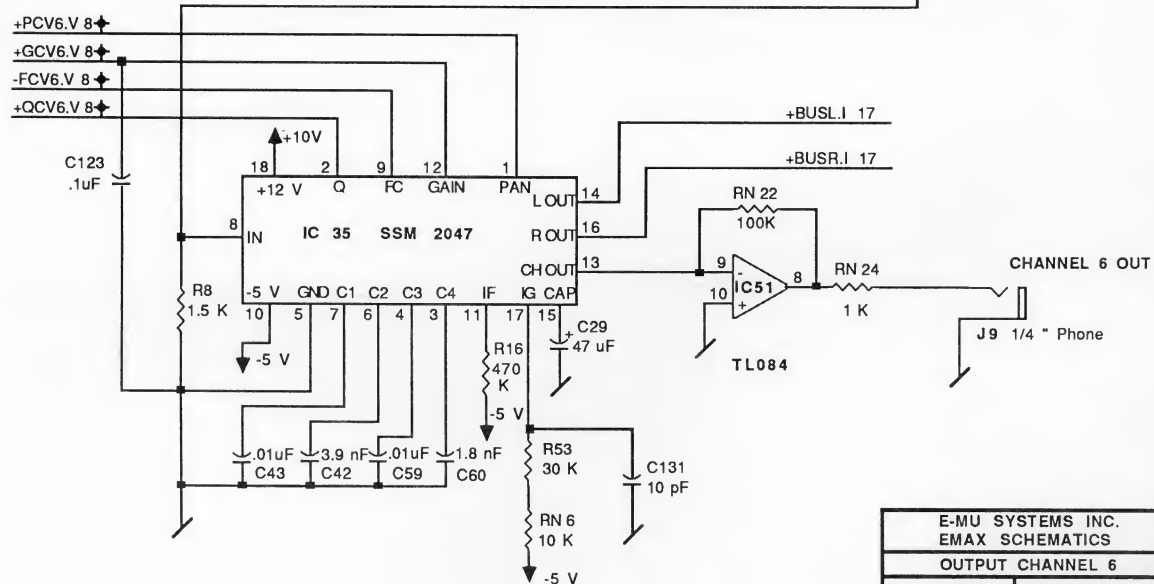 +PCV6.V 8
+GCV6.V 8
-FCV6.V 8
+QCV6.V 8
+BUSL.I 17
+BUSR.I 17
+10V
C123
.1uF
18
2
9
12
1
+12 V
Q
FC
GAIN
PAN
L OUT
14
8
IN
IC 35 SSM 2047
R OUT
16
CH OUT
13
RN 22
100K
9
-
10
+
IC51
8
RN 24
1 K
TL084
CHANNEL 6 OUT
J9 1/4 " Phone
R8
1.5 K
-5 V
GND
C1
C2
C3
C4
IF
IG
CAP
10
5
7
6
4
3
11
17
15
-5 V
R16
470
K
-5 V
+
C29
47 uF
.01uF
C43
3.9 nF
C42
.01uF
C59
1.8 nF
C60
R53
30 K
C131
10 pF
RN 6
10 K
-5 V
E-MU SYSTEMS INC.
EMAX SCHEMATICS
OUTPUT CHANNEL 6